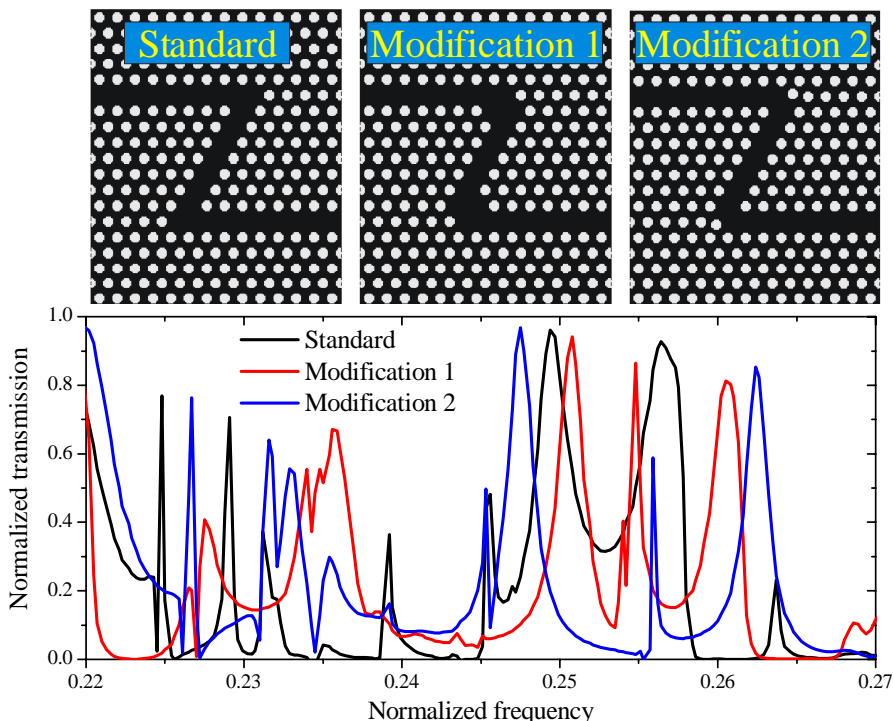 Standard
Modification 1
Modification 2
1.0
0.8
0.6
0.4
0.2
0.0
Normalized transmission
Standard
Modification 1
Modification 2
0.22
0.23
0.24
0.25
0.26
0.27
Normalized frequency